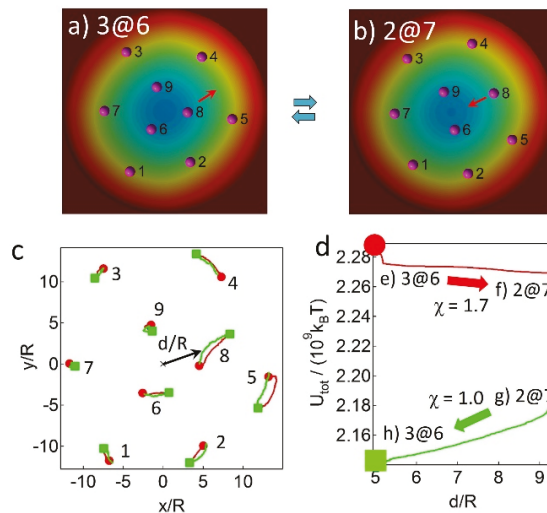 a) 3@6
3
4
9
7
8
5
6
1
2
b) 2@7
4
3
9
8
7
6
5
1
2
c
10
5
0
-5
-10
y/R
-10 -5 0 5 10
x/R
3
4
9
d/R
8
7
5
6
1
2
d
2.28
2.26
2.24
2.22
2.20
2.18
2.16
U_tot / (10^9 k_BT)
e) 3@6
f) 2@7
χ = 1.7
χ = 1.0
g) 2@7
h) 3@6
5 6 7 8 9
d/R